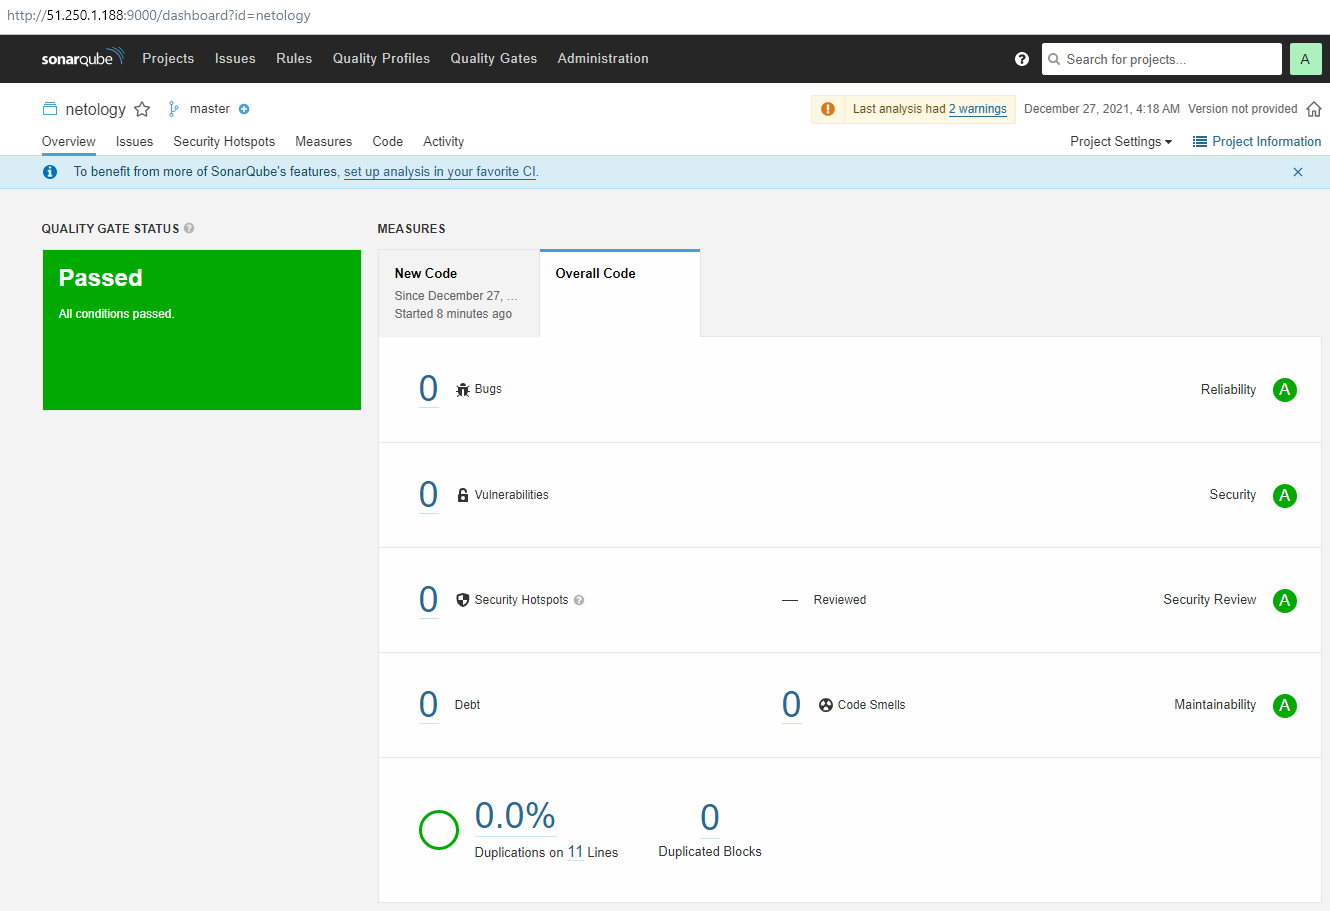 http://51.250.1.188:9000/dashboard?id=netology
sonarqube Projects Issues Rules Quality Profiles Quality Gates Administration ? Search for projects... A
netology master Last analysis had 2 warnings December 27, 2021, 4:18 AM Version not provided
Overview Issues Security Hotspots Measures Code Activity Project Settings Project Information
To benefit from more of SonarQube's features, set up analysis in your favorite CI.
QUALITY GATE STATUS ? MEASURES
Passed
All conditions passed.
New Code
Since December 27, ...
Started 8 minutes ago
Overall Code
0 Bugs Reliability A
0 Vulnerabilities Security A
0 Security Hotspots ? — Reviewed Security Review A
0 Debt 0 Code Smells Maintainability A
0.0% 0
Duplications on 11 Lines Duplicated Blocks